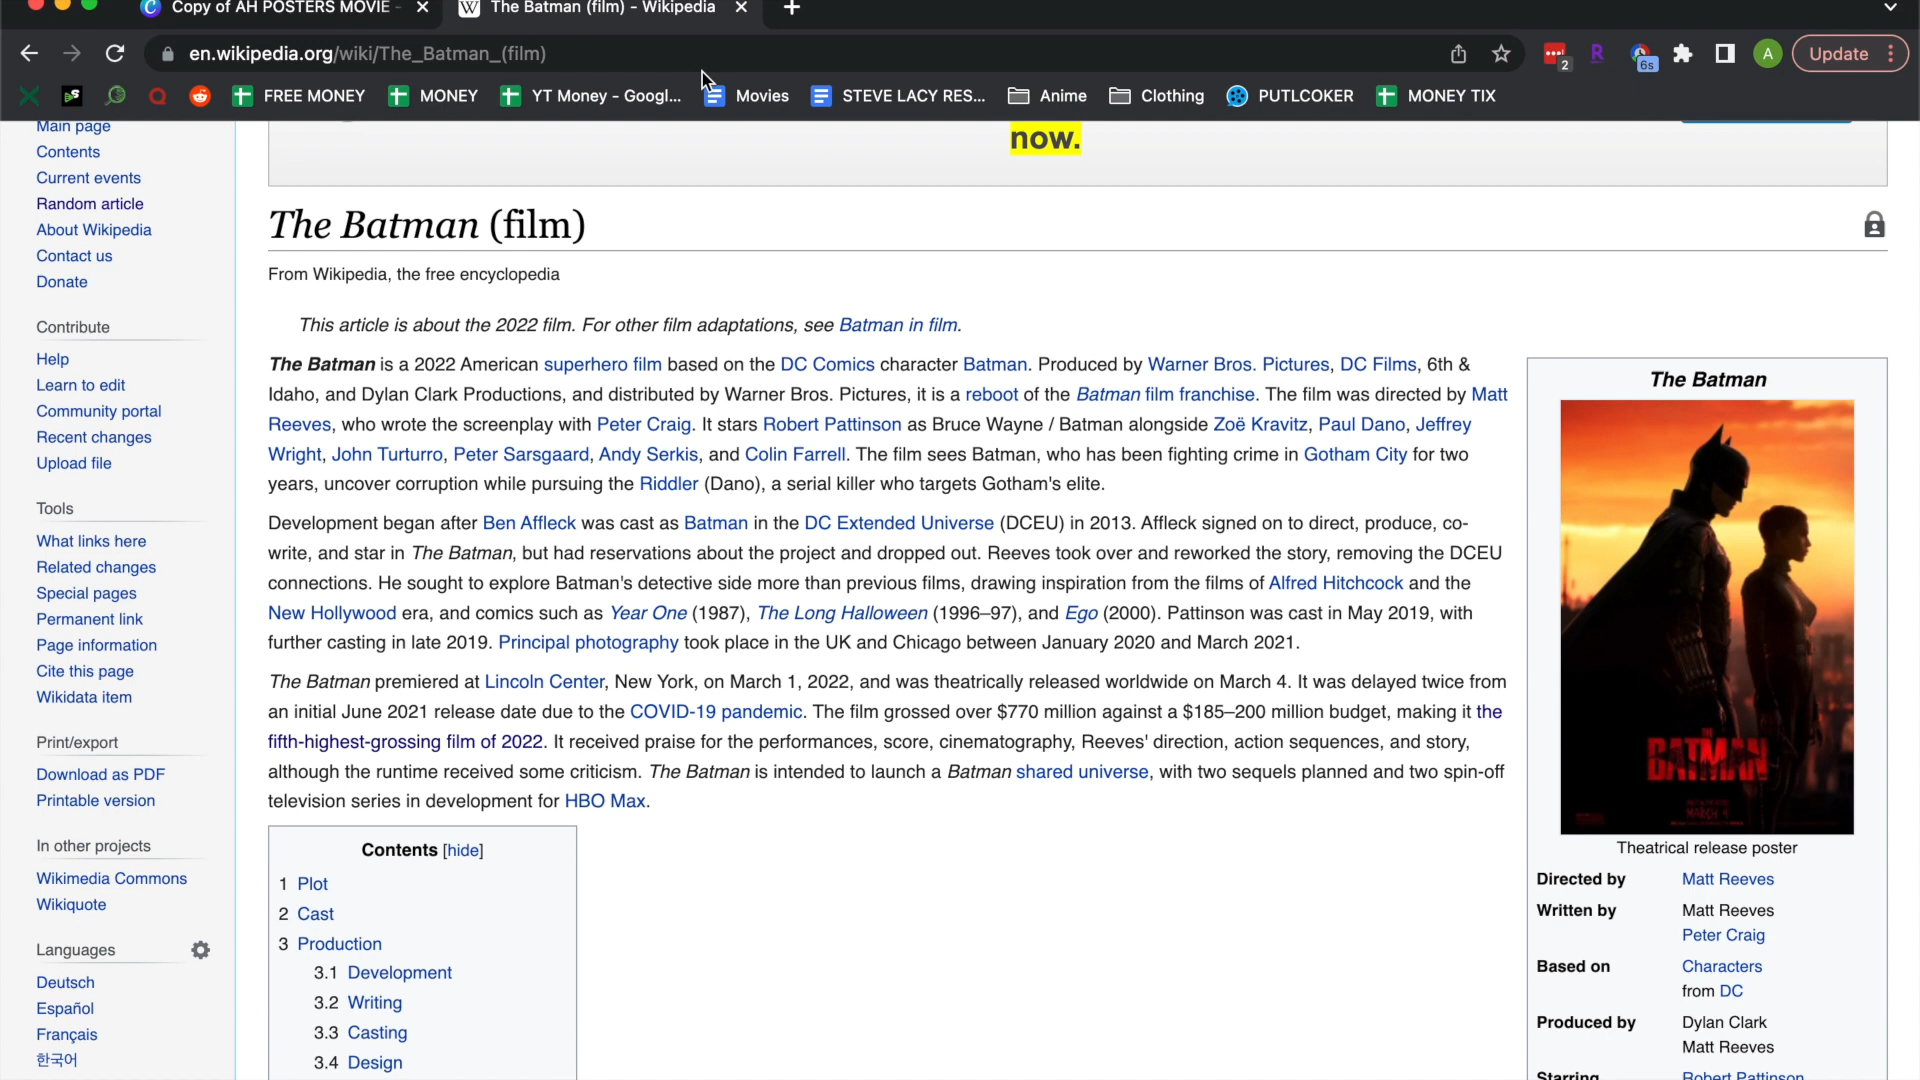 Copy of AH POSTERS MOVIE -
The Batman (film) - Wikipedia
en.wikipedia.org/wiki/The_Batman_(film)
2
6s
A
Update
FREE MONEY
MONEY
YT Money - Googl...
Movies
STEVE LACY RES...
Anime
Clothing
PUTLCOKER
MONEY TIX
Main page
Contents
Current events
Random article
About Wikipedia
Contact us
Donate
Contribute
Help
Learn to edit
Community portal
Recent changes
Upload file
Tools
What links here
Related changes
Special pages
Permanent link
Page information
Cite this page
Wikidata item
Print/export
Download as PDF
Printable version
In other projects
Wikimedia Commons
Wikiquote
Languages
Deutsch
Español
Français
한국어
now.
The Batman (film)
From Wikipedia, the free encyclopedia
This article is about the 2022 film. For other film adaptations, see Batman in film.
The Batman is a 2022 American superhero film based on the DC Comics character Batman. Produced by Warner Bros. Pictures, DC Films, 6th &
Idaho, and Dylan Clark Productions, and distributed by Warner Bros. Pictures, it is a reboot of the Batman film franchise. The film was directed by Matt
Reeves, who wrote the screenplay with Peter Craig. It stars Robert Pattinson as Bruce Wayne / Batman alongside Zoë Kravitz, Paul Dano, Jeffrey
Wright, John Turturro, Peter Sarsgaard, Andy Serkis, and Colin Farrell. The film sees Batman, who has been fighting crime in Gotham City for two
years, uncover corruption while pursuing the Riddler (Dano), a serial killer who targets Gotham's elite.
Development began after Ben Affleck was cast as Batman in the DC Extended Universe (DCEU) in 2013. Affleck signed on to direct, produce, co-
write, and star in The Batman, but had reservations about the project and dropped out. Reeves took over and reworked the story, removing the DCEU
connections. He sought to explore Batman's detective side more than previous films, drawing inspiration from the films of Alfred Hitchcock and the
New Hollywood era, and comics such as Year One (1987), The Long Halloween (1996–97), and Ego (2000). Pattinson was cast in May 2019, with
further casting in late 2019. Principal photography took place in the UK and Chicago between January 2020 and March 2021.
The Batman premiered at Lincoln Center, New York, on March 1, 2022, and was theatrically released worldwide on March 4. It was delayed twice from
an initial June 2021 release date due to the COVID-19 pandemic. The film grossed over $770 million against a $185–200 million budget, making it the
fifth-highest-grossing film of 2022. It received praise for the performances, score, cinematography, Reeves' direction, action sequences, and story,
although the runtime received some criticism. The Batman is intended to launch a Batman shared universe, with two sequels planned and two spin-off
television series in development for HBO Max.
Contents [hide]
1 Plot
2 Cast
3 Production
3.1 Development
3.2 Writing
3.3 Casting
3.4 Design
The Batman
THE
BATMAN
MARCH 4
Theatrical release poster
Directed by Matt Reeves
Written by Matt Reeves
Peter Craig
Based on Characters
from DC
Produced by Dylan Clark
Matt Reeves
Starring Robert Pattinson